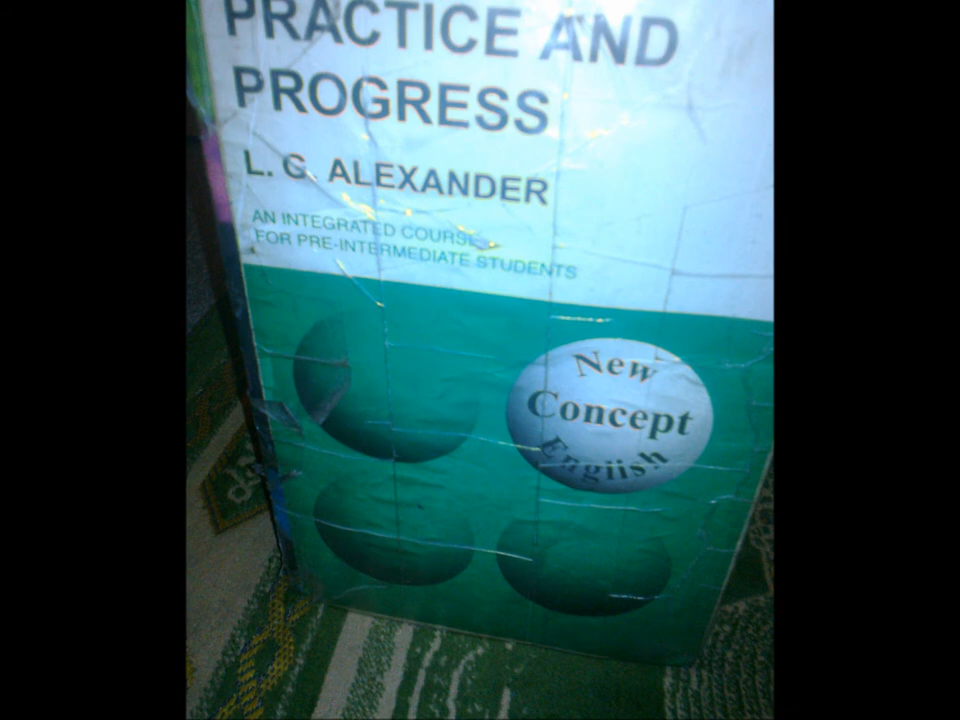 PRACTICE AND
PROGRESS
L. G. ALEXANDER
AN INTEGRATED COURSE
FOR PRE-INTERMEDIATE STUDENTS
New
Concept
English